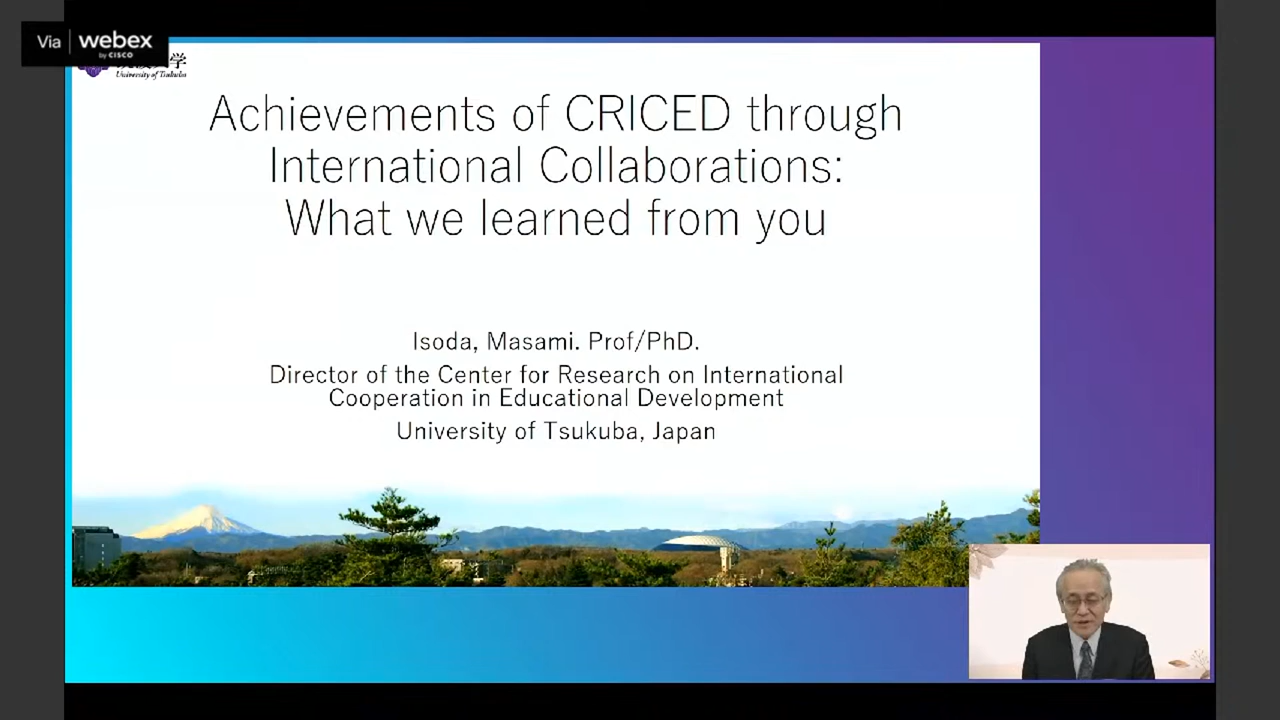 Via webex
by CISCO
University of Tsukuba
Achievements of CRICED through
International Collaborations:
What we learned from you
Isoda, Masami. Prof/PhD.
Director of the Center for Research on International
Cooperation in Educational Development
University of Tsukuba, Japan